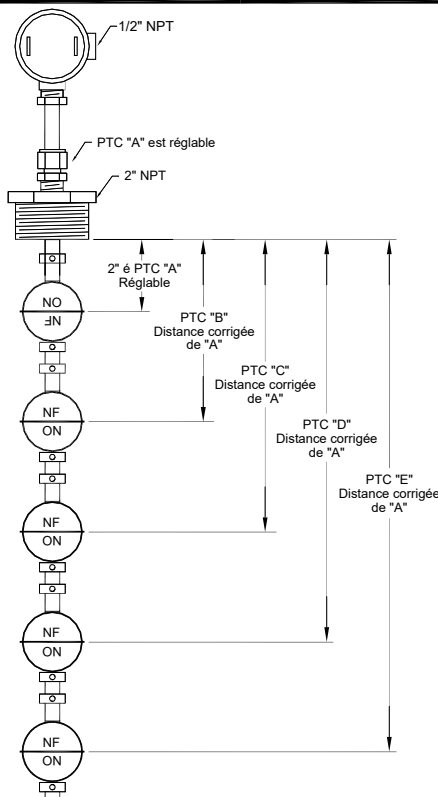 1/2" NPT
PTC "A" est réglable
2" NPT
2" é PTC "A"
Réglable
NO
NF
PTC "B"
Distance corrigée
de "A"
PTC "C"
Distance corrigée
de "A"
NF
ON
PTC "D"
Distance corrigée
de "A"
PTC "E"
Distance corrigée
de "A"
NF
ON
NF
ON
NF
ON